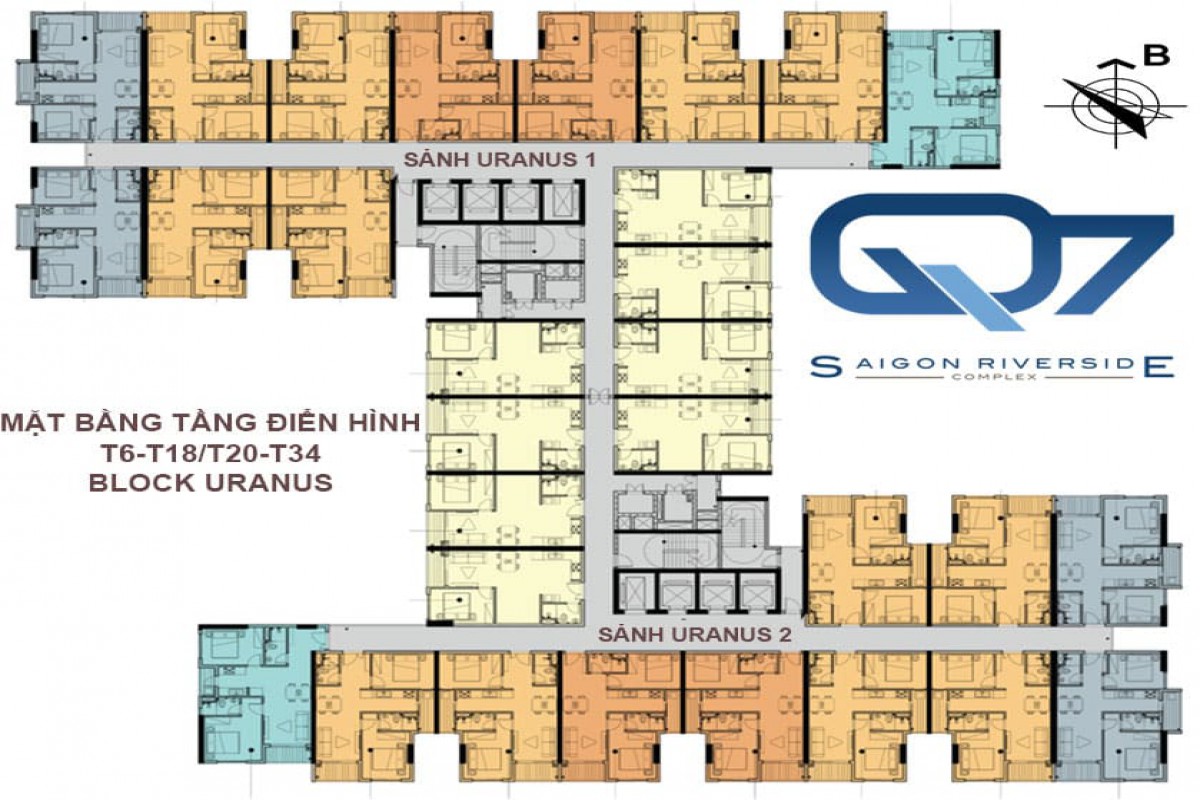 B
SẢNH URANUS 1
Q7
SAIGON RIVERSIDE
COMPLEX
MẶT BẰNG TẦNG ĐIỂN HÌNH
T6-T18/T20-T34
BLOCK URANUS
SẢNH URANUS 2